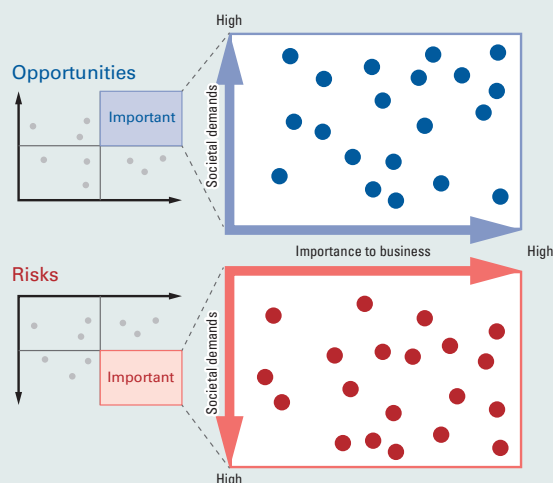 High
Opportunities
Important
Societal demands
Importance to business
High
Risks
Important
Societal demands
High